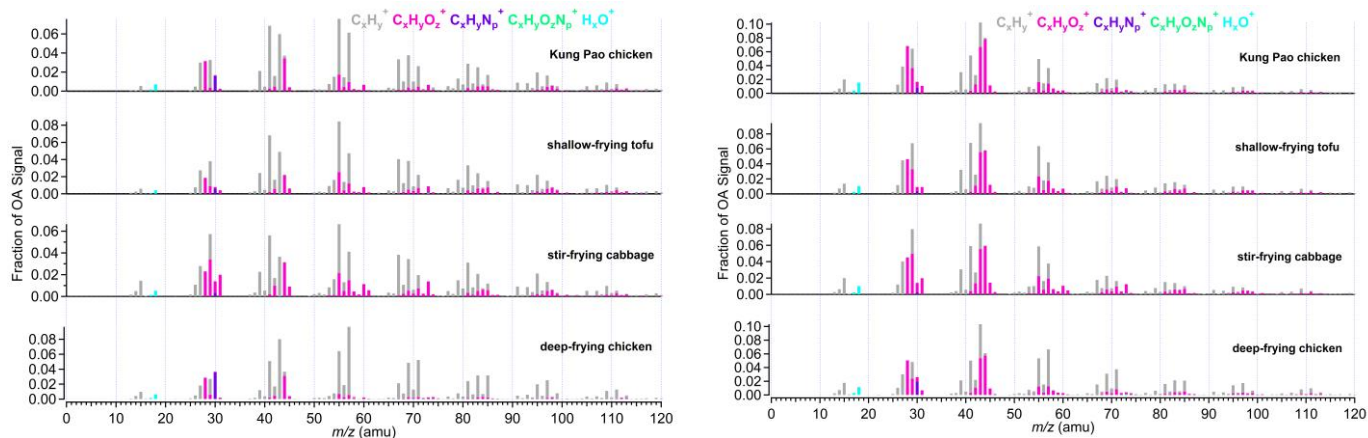 CxHy+ CxHyOz+ CxHyNp+ CxHyOzNp+ HxO+
Fraction of OA Signal
0.06
0.04
0.02
0.00
Kung Pao chicken
0.08
0.06
0.04
0.02
0.00
shallow-frying tofu
0.06
0.04
0.02
0.00
stir-frying cabbage
0.08
0.06
0.04
0.02
0.00
deep-frying chicken
0 10 20 30 40 50 60 70 80 90 100 110 120
m/z (amu)
CxHy+ CxHyOz+ CxHyNp+ CxHyOzNp+ HxO+
Fraction of OA Signal
0.10
0.08
0.06
0.04
0.02
0.00
Kung Pao chicken
0.08
0.06
0.04
0.02
0.00
shallow-frying tofu
0.08
0.06
0.04
0.02
0.00
stir-frying cabbage
0.10
0.08
0.06
0.04
0.02
0.00
deep-frying chicken
0 10 20 30 40 50 60 70 80 90 100 110 120
m/z (amu)